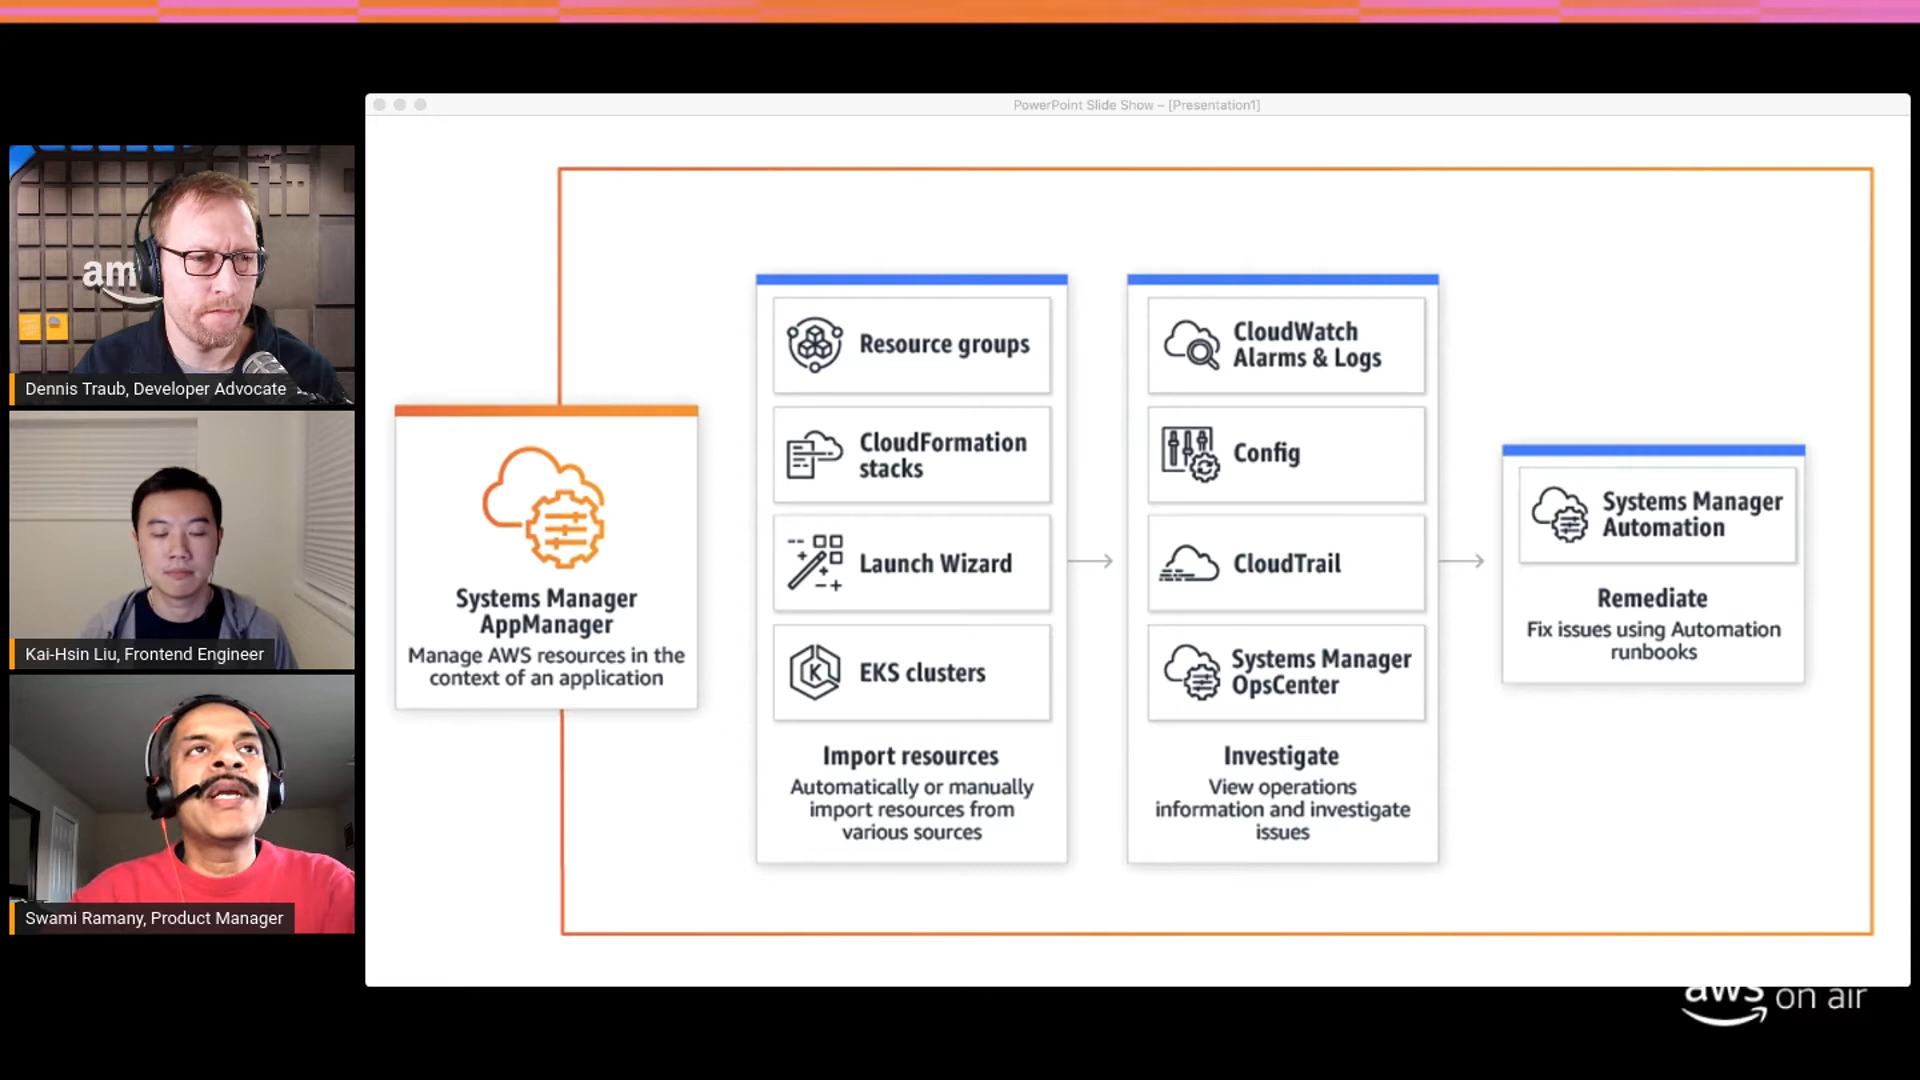 PowerPoint Slide Show – [Presentation1]
am
Dennis Traub, Developer Advocate
Kai-Hsin Liu, Frontend Engineer
Swami Ramany, Product Manager
Systems Manager
AppManager
Manage AWS resources in the
context of an application
Resource groups
CloudFormation
stacks
Launch Wizard
EKS clusters
Import resources
Automatically or manually
import resources from
various sources
CloudWatch
Alarms & Logs
Config
CloudTrail
Systems Manager
OpsCenter
Investigate
View operations
information and investigate
issues
Systems Manager
Automation
Remediate
Fix issues using Automation
runbooks
aws on air